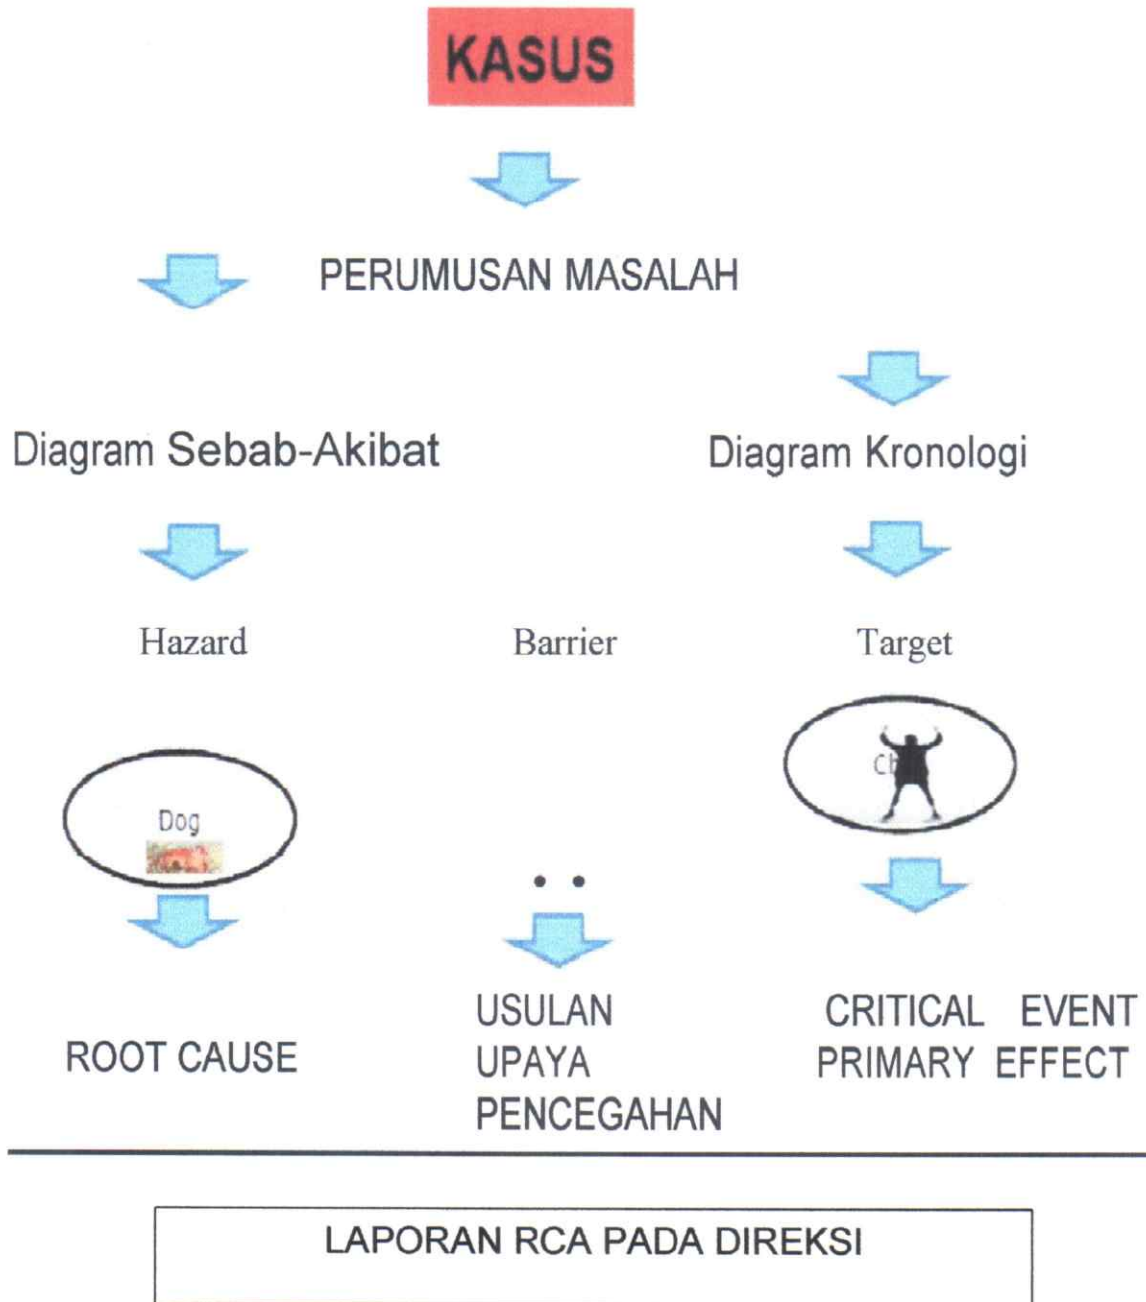 KASUS
PERUMUSAN MASALAH
Diagram Sebab-Akibat
Diagram Kronologi
Hazard
Barrier
Target
Dog
USULAN
UPAYA
PENCEGAHAN
ROOT CAUSE
CRITICAL EVENT
PRIMARY EFFECT
LAPORAN RCA PADA DIREKSI